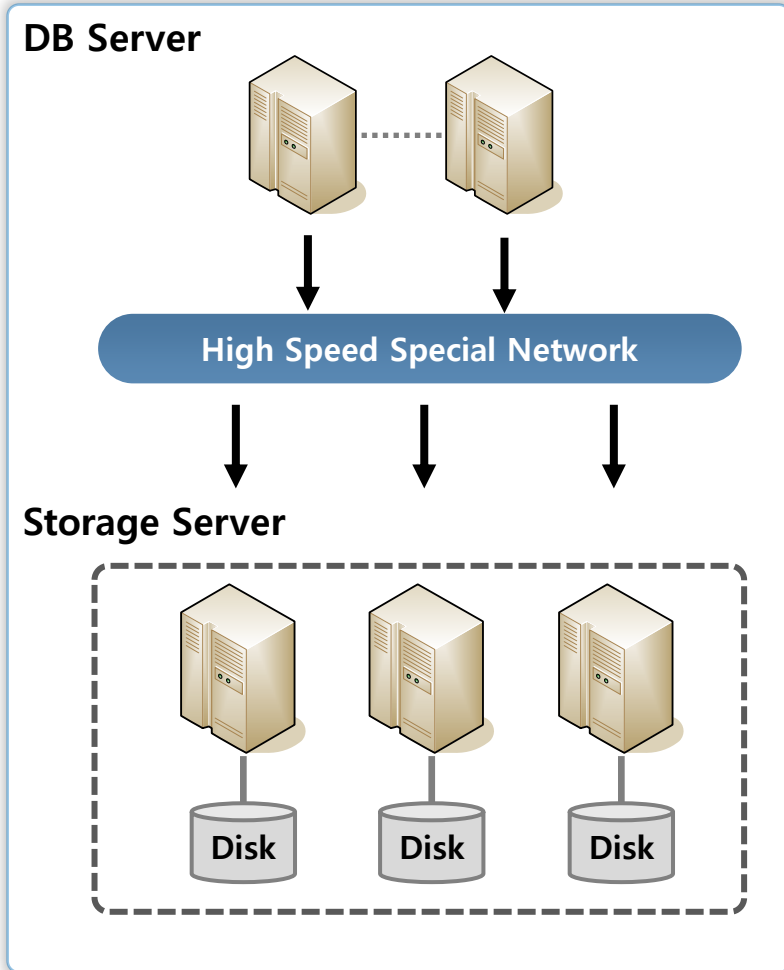 DB Server
High Speed Special Network
Storage Server
Disk
Disk
Disk